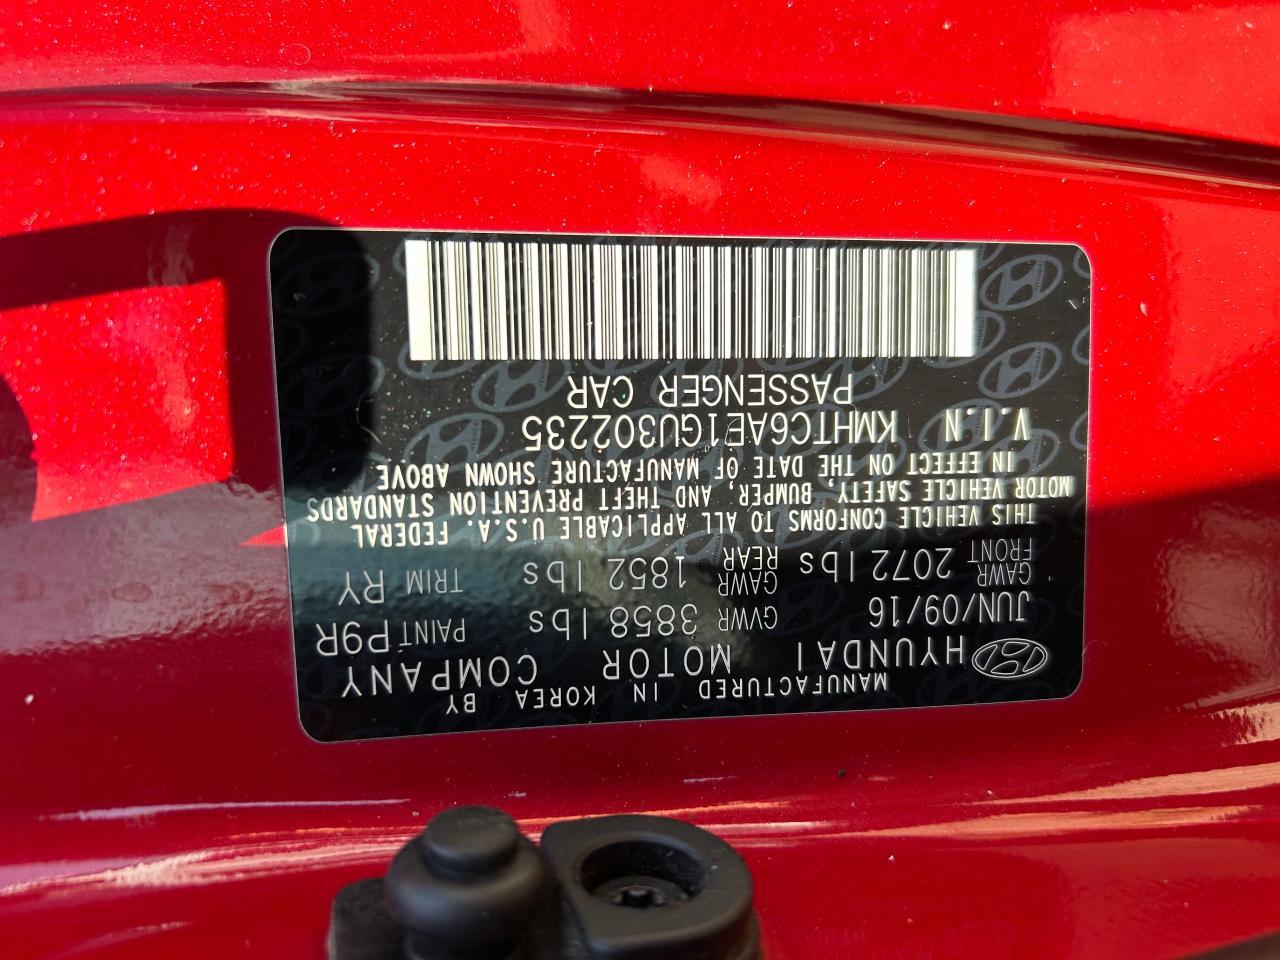 MANUFACTURED IN KOREA BY
HYUNDAI MOTOR COMPANY
JUN/09/16 GVWR 3858 lbs PAINT P9R
GAWR FRONT 2072 lbs GAWR REAR 1852 lbs TRIM RY
THIS VEHICLE CONFORMS TO ALL APPLICABLE U.S.A. FEDERAL
MOTOR VEHICLE SAFETY, BUMPER, AND THEFT PREVENTION STANDARDS
IN EFFECT ON THE DATE OF MANUFACTURE SHOWN ABOVE
V.I.N KMHTC6AE1GU302235
PASSENGER CAR